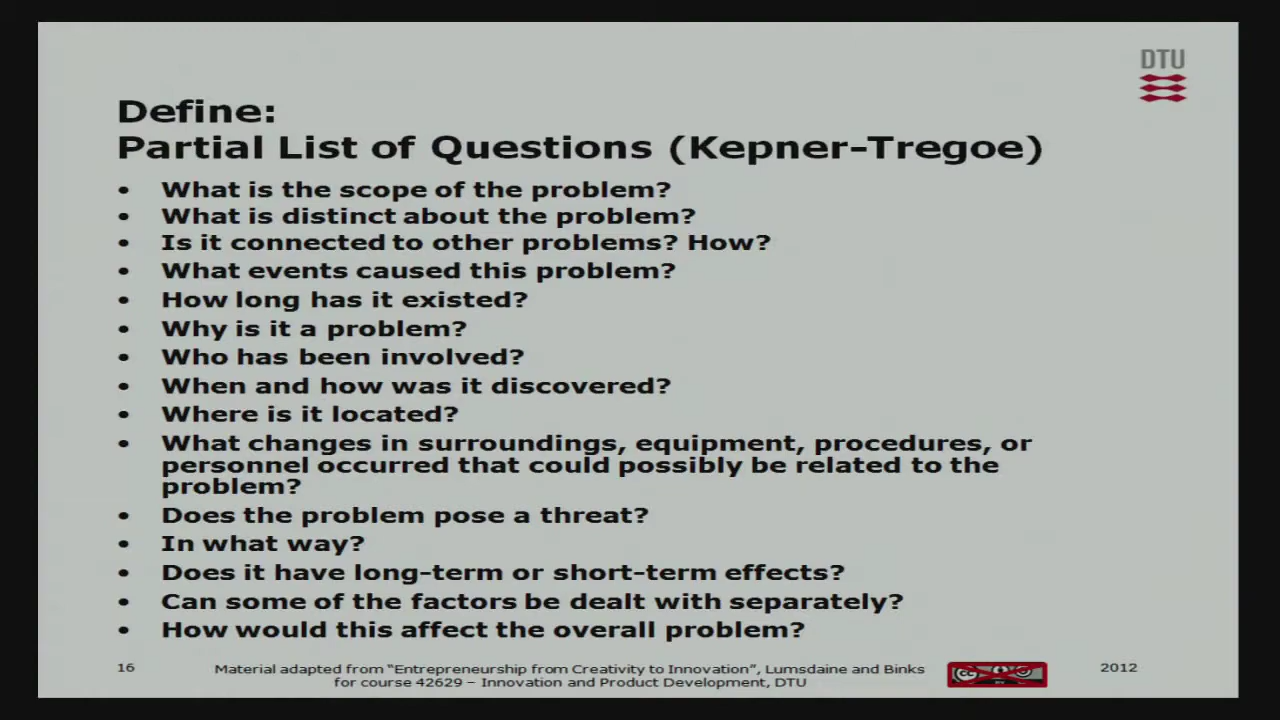 DTU
Define:
Partial List of Questions (Kepner-Tregoe)
• What is the scope of the problem?
• What is distinct about the problem?
• Is it connected to other problems? How?
• What events caused this problem?
• How long has it existed?
• Why is it a problem?
• Who has been involved?
• When and how was it discovered?
• Where is it located?
• What changes in surroundings, equipment, procedures, or
personnel occurred that could possibly be related to the
problem?
• Does the problem pose a threat?
• In what way?
• Does it have long-term or short-term effects?
• Can some of the factors be dealt with separately?
• How would this affect the overall problem?
16
Material adapted from “Entrepreneurship from Creativity to Innovation”, Lumsdaine and Binks
for course 42629 – Innovation and Product Development, DTU
cc
BY
2012